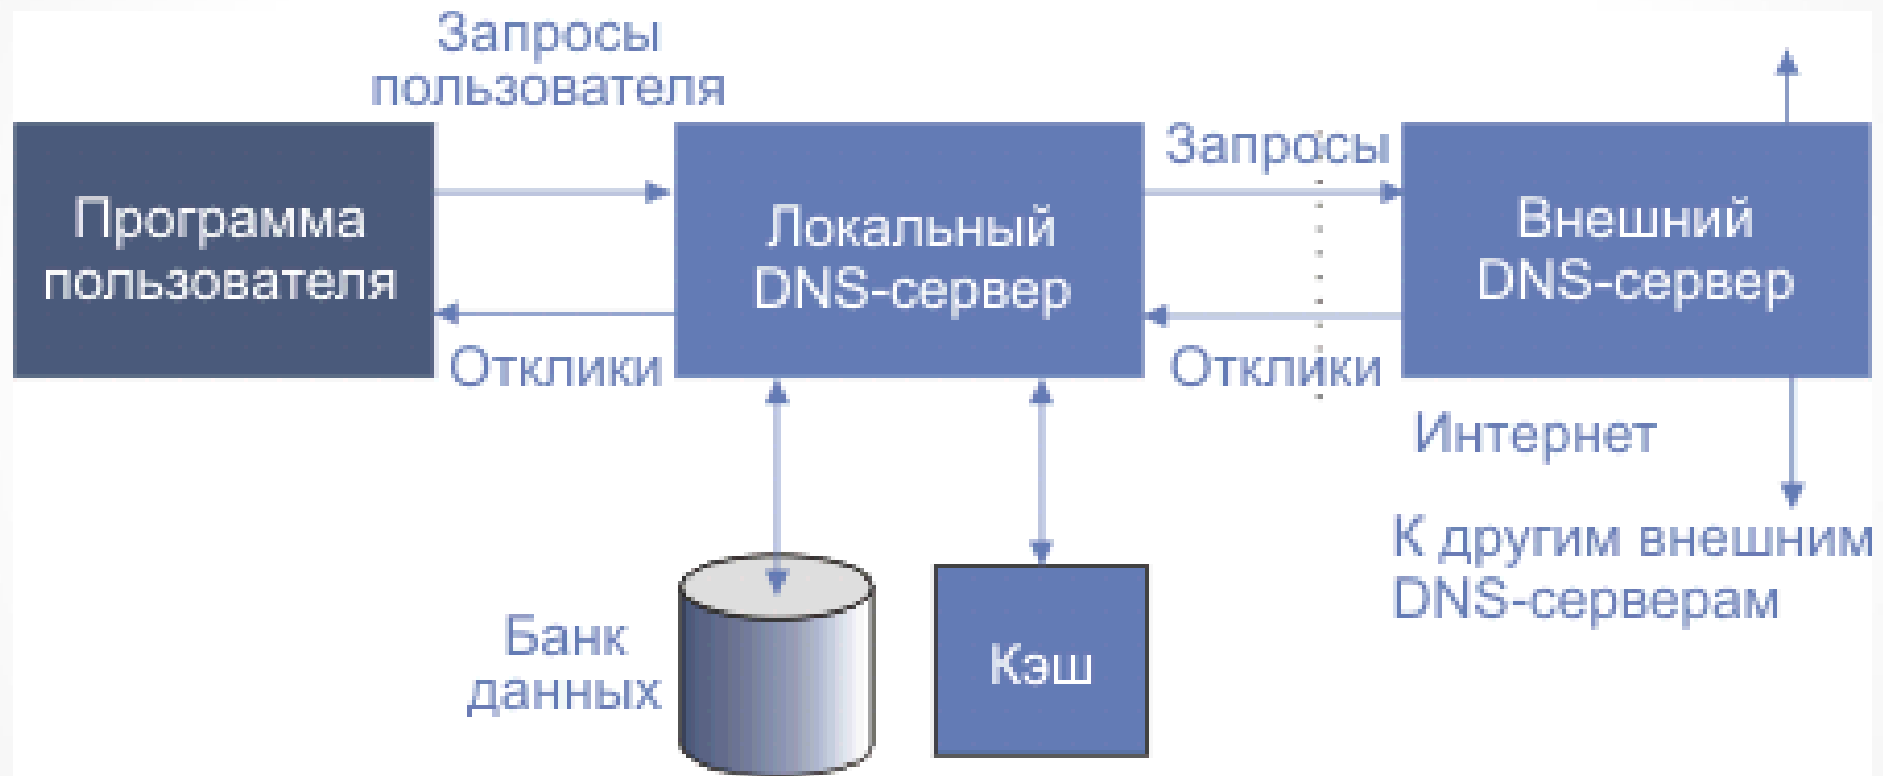 Запросы
пользователя
Программа
пользователя
Отклики
Локальный
DNS-сервер
Запросы
Отклики
Внешний
DNS-сервер
Интернет
К другим внешним
DNS-серверам
Банк
данных
Кэш